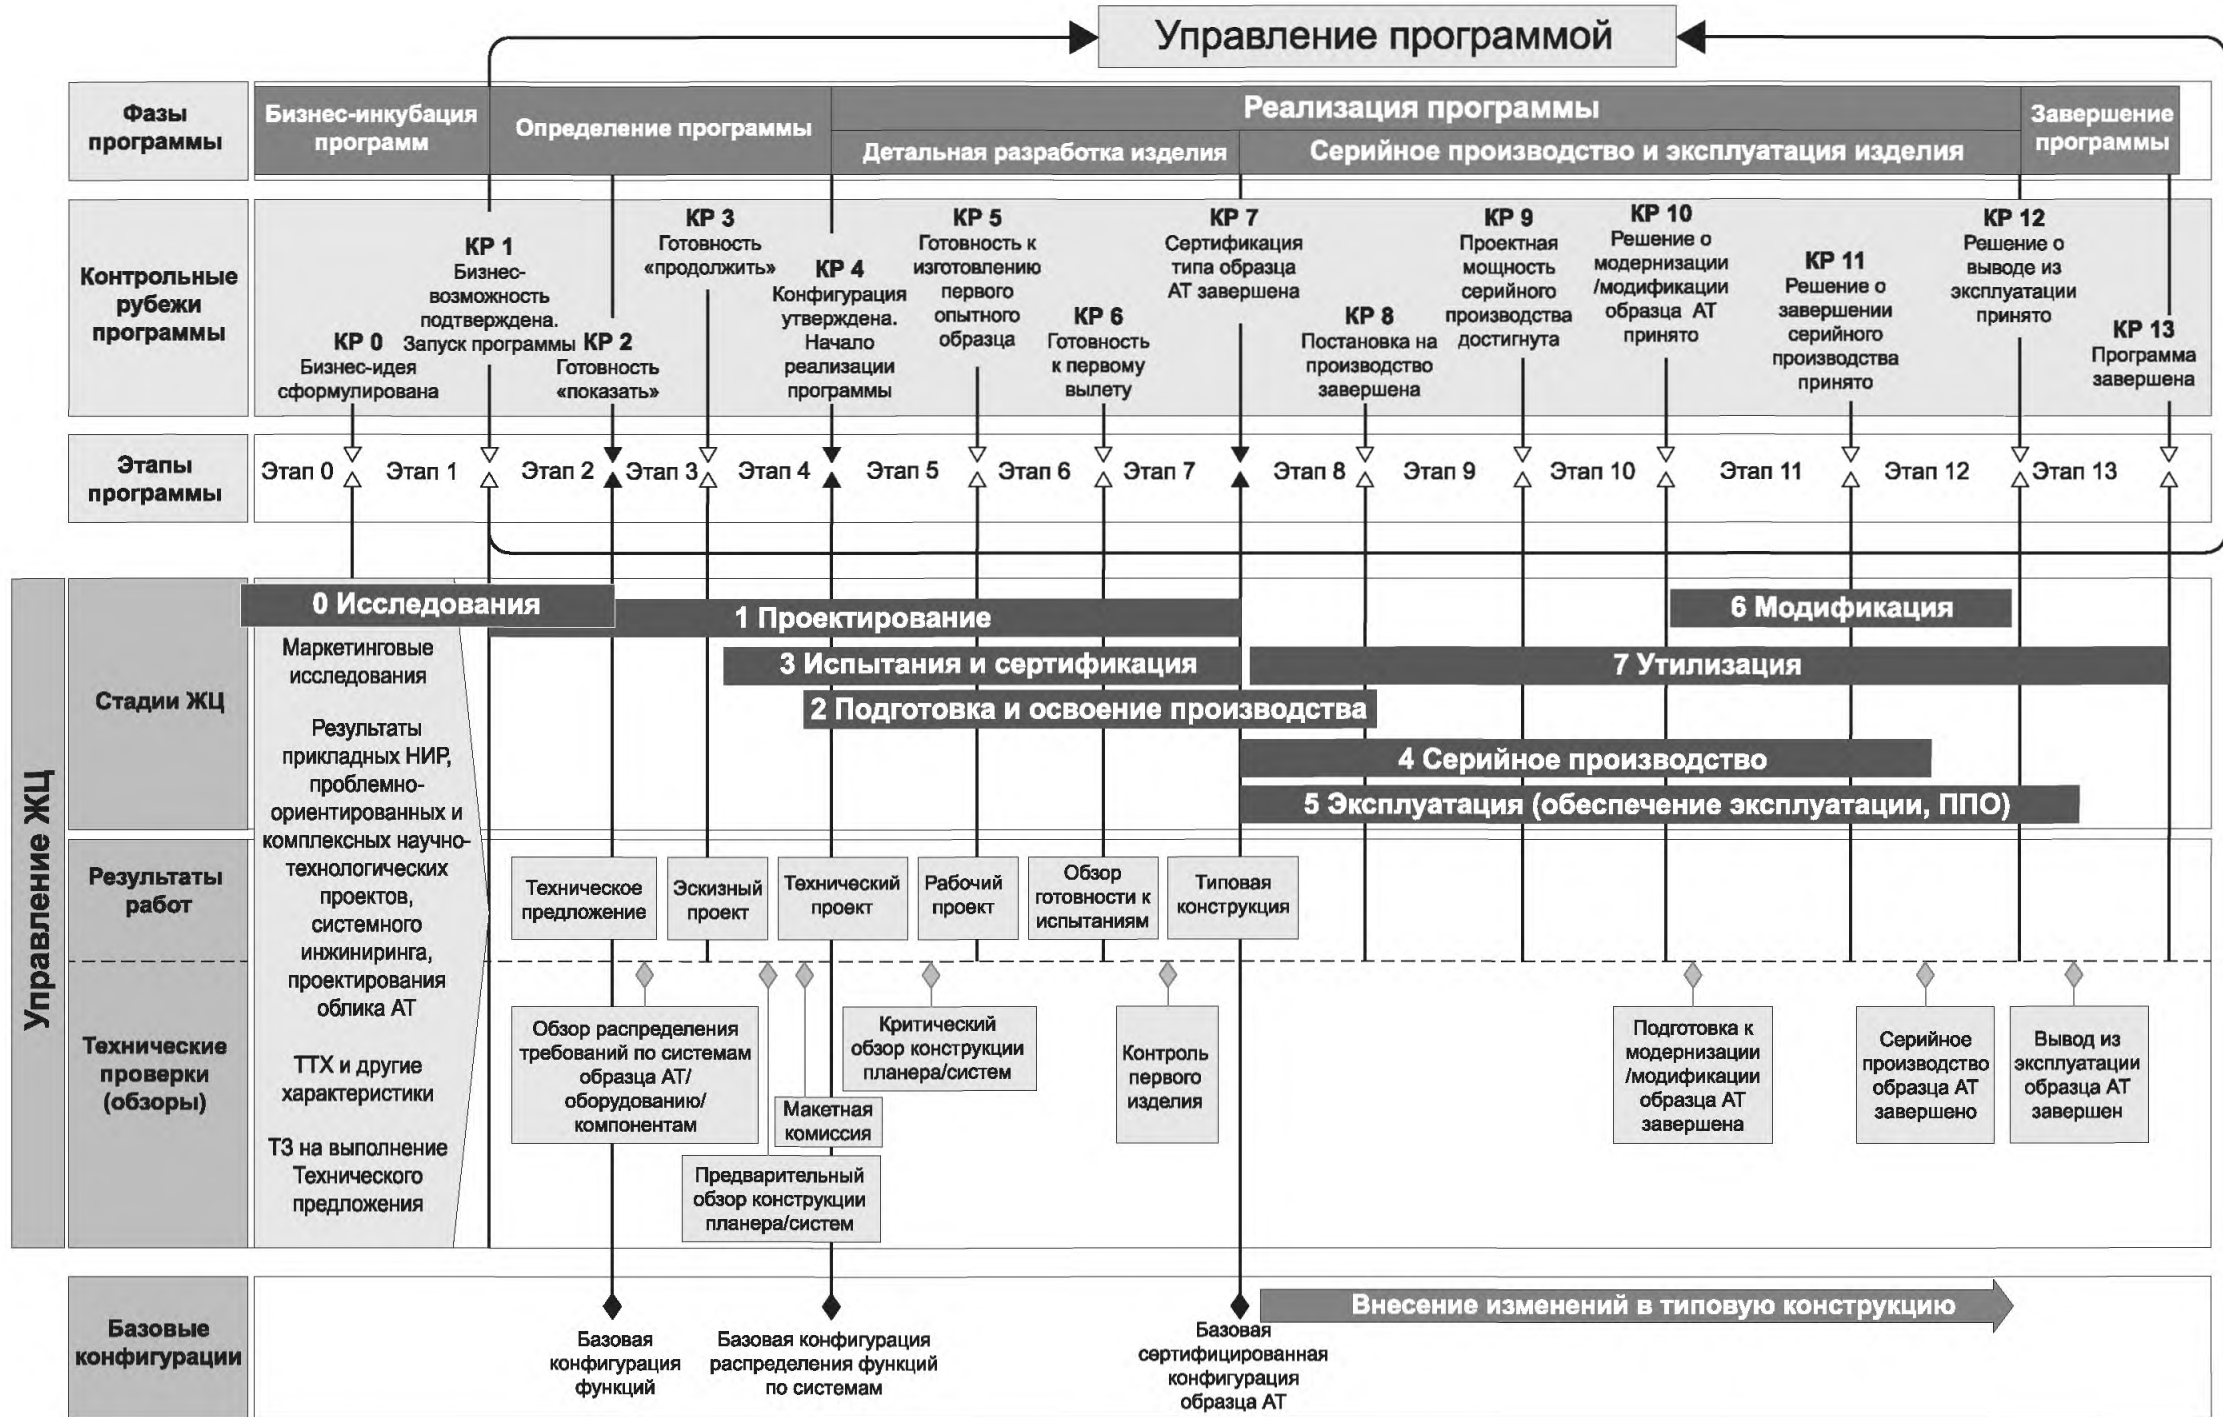 Управление программой
Фазы
программы
Бизнес-инкубация
программ
Определение программы
Реализация программы
Детальная разработка изделия
Серийное производство и эксплуатация изделия
Завершение
программы
Контрольные
рубежи
программы
КР 0
Бизнес-идея
сформулирована
КР 1
Бизнес-
возможность
подтверждена.
Запуск программы
КР 2
Готовность
«показать»
КР 3
Готовность
«продолжить»
КР 4
Конфигурация
утверждена.
Начало
реализации
программы
КР 5
Готовность к
изготовлению
первого
опытного
образца
КР 6
Готовность
к первому
вылету
КР 7
Сертификация
типа образца
АТ завершена
КР 8
Постановка на
производство
завершена
КР 9
Проектная
мощность
серийного
производства
достигнута
КР 10
Решение о
модернизации
/модификации
образца АТ
принято
КР 11
Решение о
завершении
серийного
производства
принято
КР 12
Решение о
выводе из
эксплуатации
принято
КР 13
Программа
завершена
Этапы
программы
Этап 0
Этап 1
Этап 2
Этап 3
Этап 4
Этап 5
Этап 6
Этап 7
Этап 8
Этап 9
Этап 10
Этап 11
Этап 12
Этап 13
Управление ЖЦ
Стадии ЖЦ
0 Исследования
1 Проектирование
6 Модификация
3 Испытания и сертификация
7 Утилизация
2 Подготовка и освоение производства
4 Серийное производство
5 Эксплуатация (обеспечение эксплуатации, ППО)
Маркетинговые
исследования
Результаты
прикладных НИР,
проблемно-
ориентированных и
комплексных научно-
технологических
проектов,
системного
инжиниринга,
проектирования
облика АТ
ТТХ и другие
характеристики
ТЗ на выполнение
Технического
предложения
Результаты
работ
Техническое
предложение
Эскизный
проект
Технический
проект
Рабочий
проект
Обзор
готовности к
испытаниям
Типовая
конструкция
Технические
проверки
(обзоры)
Обзор распределения
требований по системам
образца АТ/
оборудованию/
компонентам
Предварительный
обзор конструкции
планера/систем
Макетная
комиссия
Критический
обзор конструкции
планера/систем
Контроль
первого
изделия
Подготовка к
модернизации
/модификации
образца АТ
завершена
Серийное
производство
образца АТ
завершено
Вывод из
эксплуатации
образца АТ
завершен
Базовые
конфигурации
Базовая
конфигурация
функций
Базовая конфигурация
распределения функций
по системам
Базовая
сертифицированная
конфигурация
образца АТ
Внесение изменений в типовую конструкцию